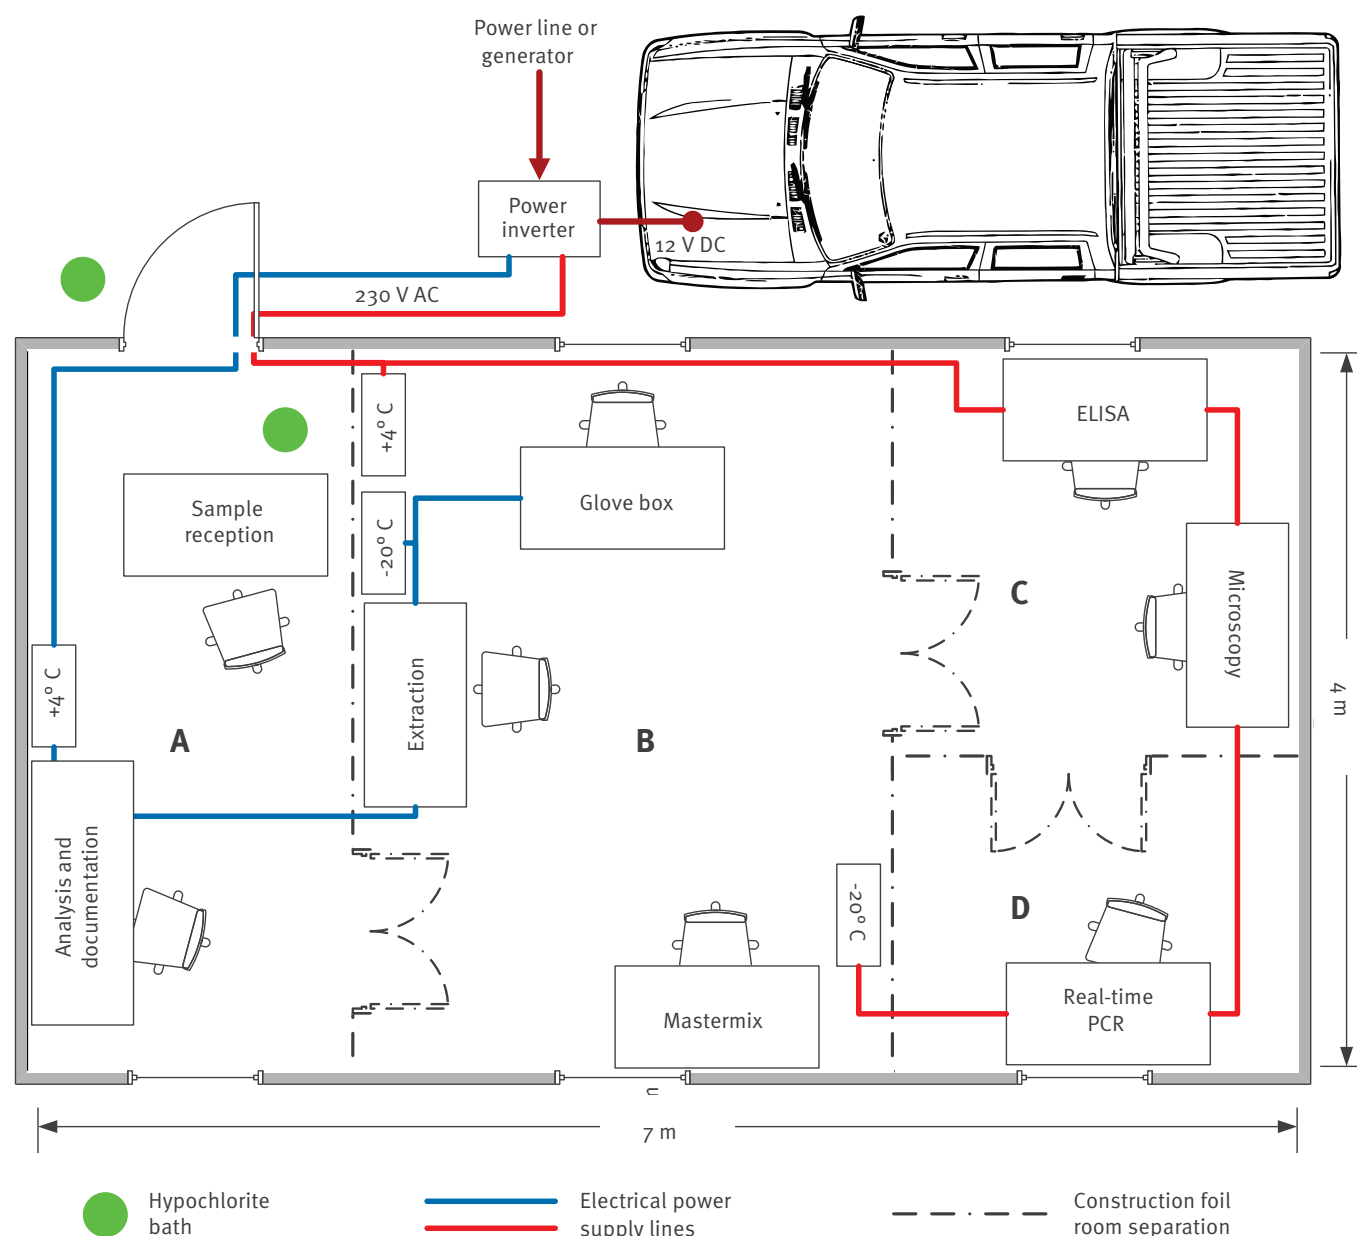 Power line or
generator
Power
inverter
12 V DC
230 V AC
+4° C
ELISA
Sample
reception
-20° C
Glove box
C
Microscopy
+4° C
A
Extraction
B
4 m
Analysis and
documentation
-20° C
D
Mastermix
Real-time
PCR
7 m
Hypochlorite
bath
Electrical power
supply lines
Construction foil
room separation